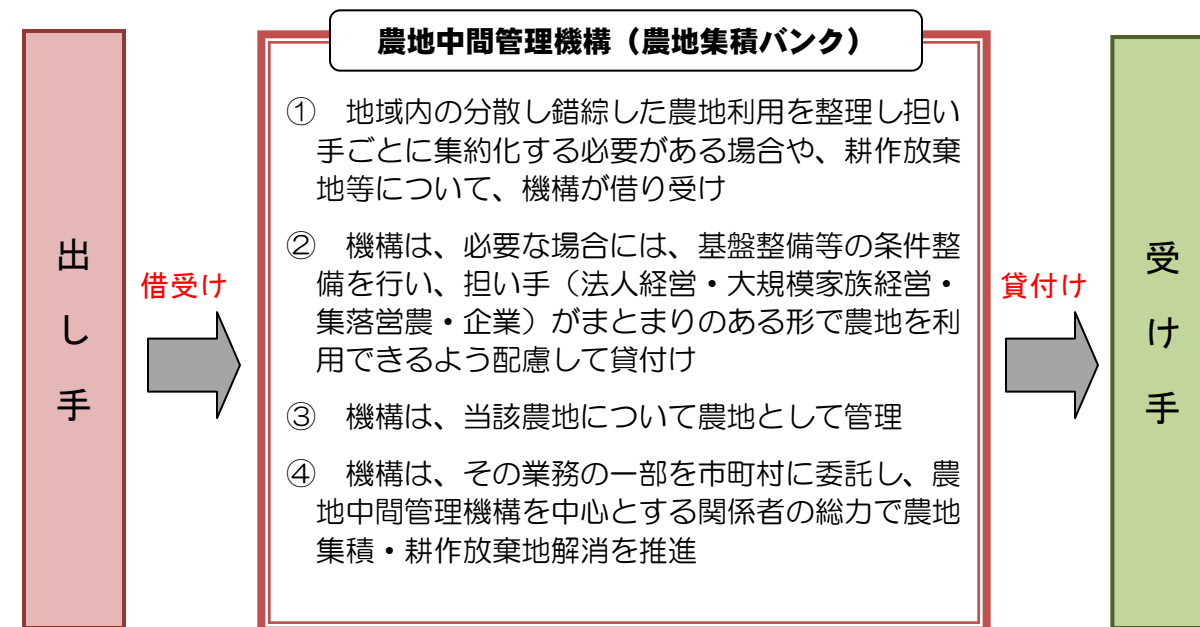 農地中間管理機構（農地集積バンク）
出し手
借受け
① 地域内の分散し錯綜した農地利用を整理し担い
手ごとに集約化する必要がある場合や、耕作放棄
地等について、機構が借り受け
② 機構は、必要な場合には、基盤整備等の条件整
備を行い、担い手（法人経営・大規模家族経営・
集落営農・企業）がまとまりのある形で農地を利
用できるよう配慮して貸付け
③ 機構は、当該農地について農地として管理
④ 機構は、その業務の一部を市町村に委託し、農
地中間管理機構を中心とする関係者の総力で農地
集積・耕作放棄地解消を推進
貸付け
受け手